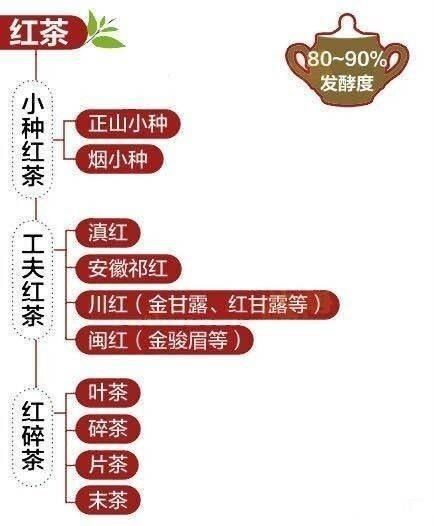 红茶
80~90%
发酵度
小种红茶
正山小种
烟小种
工夫红茶
滇红
安徽祁红
川红（金甘露、红甘露等）
闽红（金骏眉等）
红碎茶
叶茶
碎茶
片茶
末茶